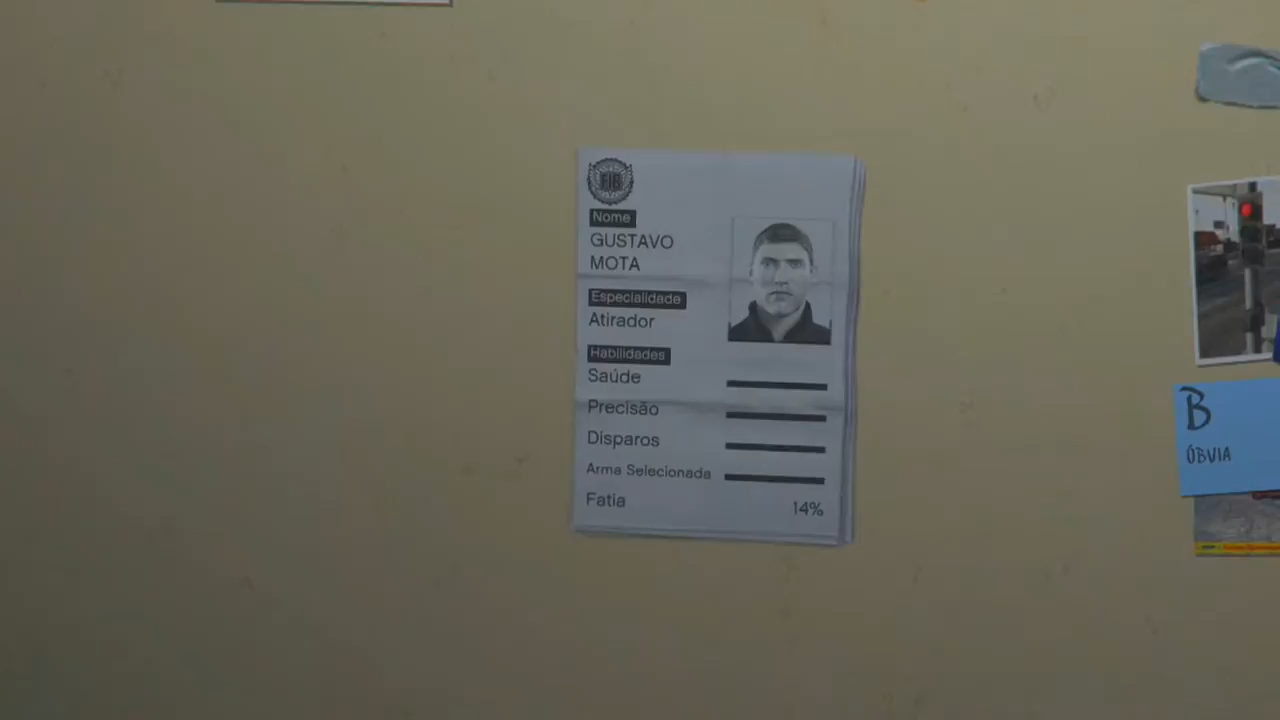 FIB
Nome
GUSTAVO
MOTA
Especialidade
Atirador
Habilidades
Saúde
Precisão
Disparos
Arma Selecionada
Fatia 14%
B
ÓBVIA